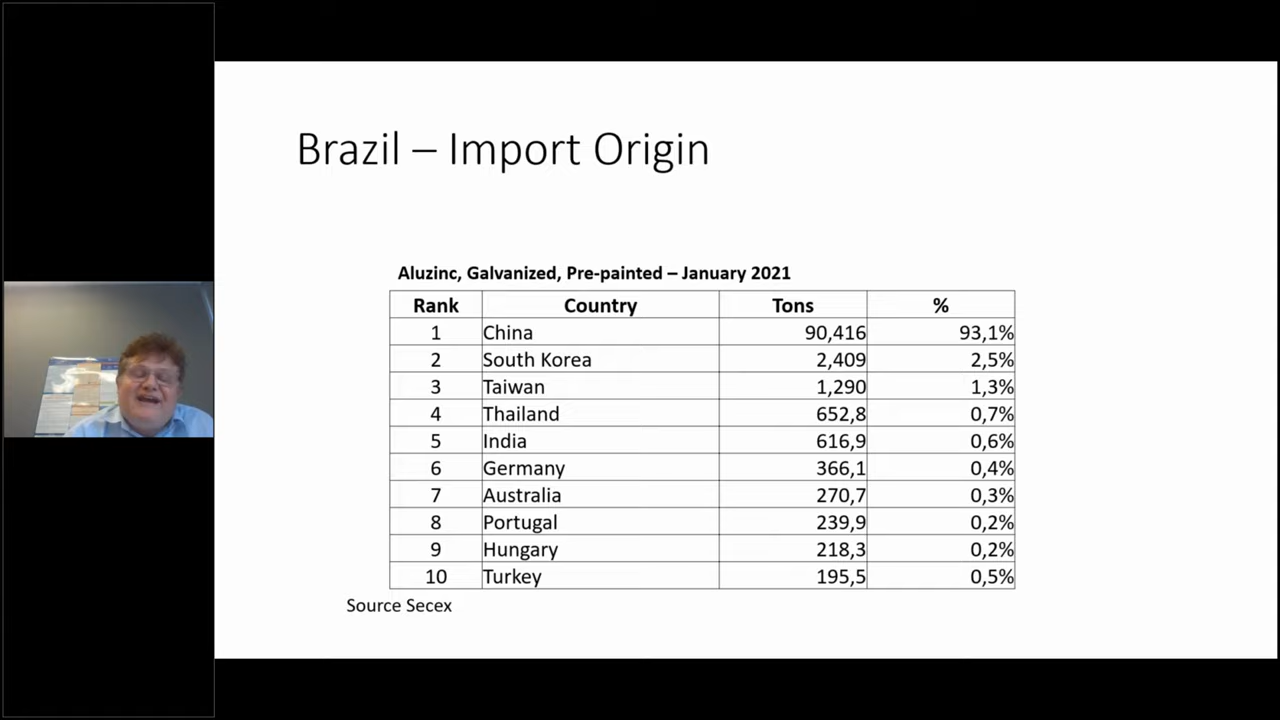 Brazil – Import Origin
Aluzinc, Galvanized, Pre-painted – January 2021
Rank Country Tons %
1 China 90,416 93,1%
2 South Korea 2,409 2,5%
3 Taiwan 1,290 1,3%
4 Thailand 652,8 0,7%
5 India 616,9 0,6%
6 Germany 366,1 0,4%
7 Australia 270,7 0,3%
8 Portugal 239,9 0,2%
9 Hungary 218,3 0,2%
10 Turkey 195,5 0,5%
Source Secex